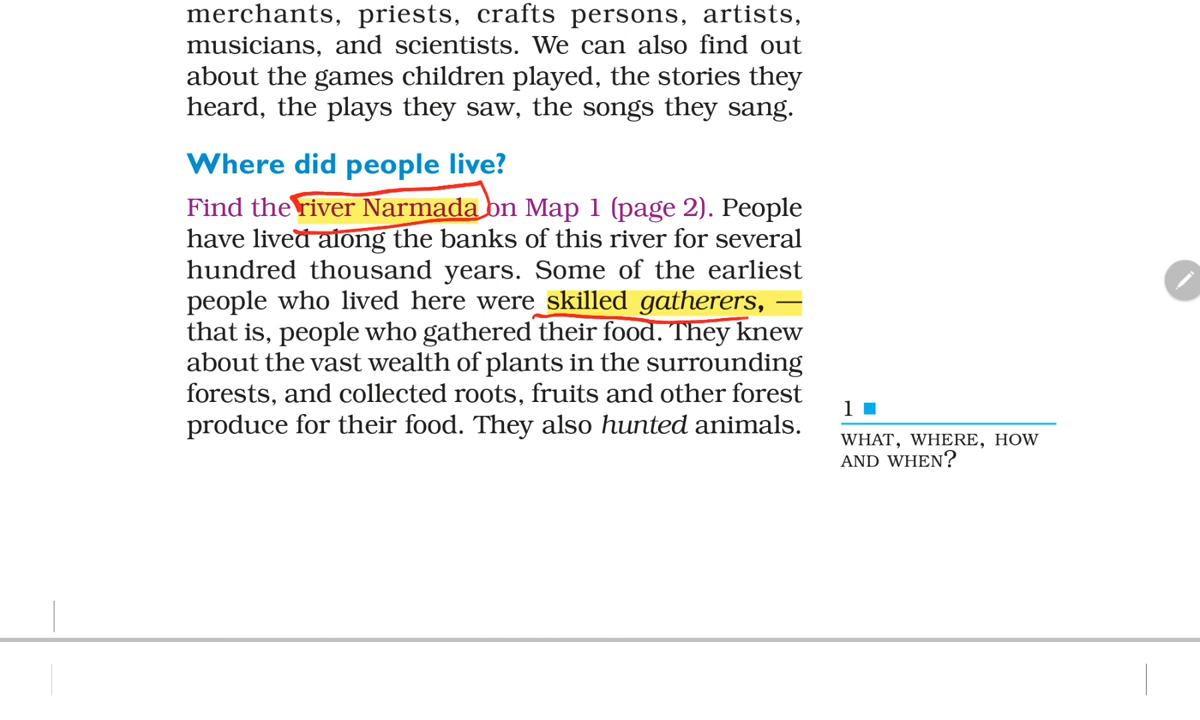 merchants, priests, crafts persons, artists,
musicians, and scientists. We can also find out
about the games children played, the stories they
heard, the plays they saw, the songs they sang.
Where did people live?
Find the river Narmada on Map 1 (page 2). People
have lived along the banks of this river for several
hundred thousand years. Some of the earliest
people who lived here were skilled gatherers, —
that is, people who gathered their food. They knew
about the vast wealth of plants in the surrounding
forests, and collected roots, fruits and other forest
produce for their food. They also hunted animals.
1 ■
WHAT, WHERE, HOW
AND WHEN?